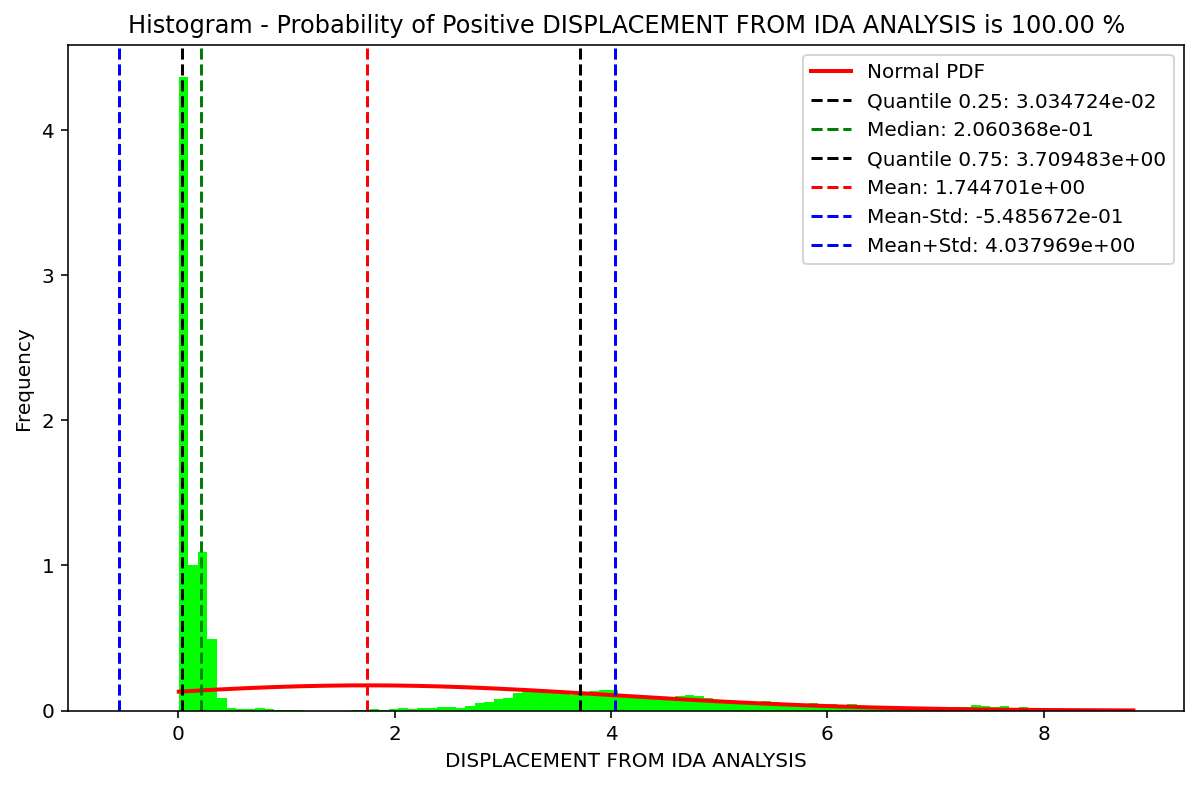 Histogram - Probability of Positive DISPLACEMENT FROM IDA ANALYSIS is 100.00 %
Normal PDF
Quantile 0.25: 3.034724e-02
Median: 2.060368e-01
Quantile 0.75: 3.709483e+00
Mean: 1.744701e+00
Mean-Std: -5.485672e-01
Mean+Std: 4.037969e+00
Frequency
4
3
2
1
0
0 2 4 6 8
DISPLACEMENT FROM IDA ANALYSIS